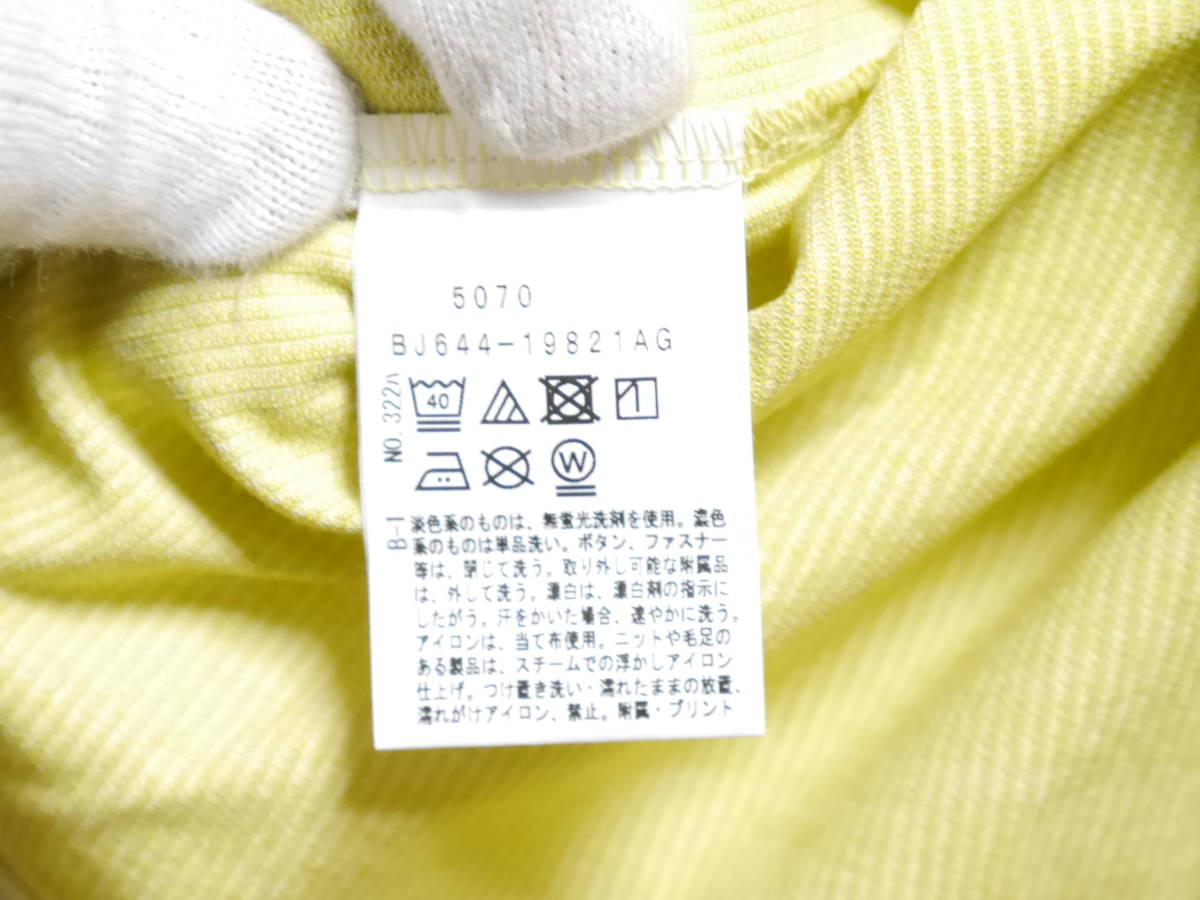 5070
BJ644-19821AG
NO. 322
40
W
B-1
淡色系のものは、無蛍光洗剤を使用。濃色
系のものは単品洗い。ボタン、ファスナー
等は、閉じて洗う。取り外し可能な附属品
は、外して洗う。漂白は、漂白剤の指示に
したがう。汗をかいた場合、速やかに洗う。
アイロンは、当て布使用。ニットや毛足の
ある製品は、スチームでの浮かしアイロン
仕上げ。つけ置き洗い・濡れたままの放置、
濡れがけアイロン、禁止。附属・プリント